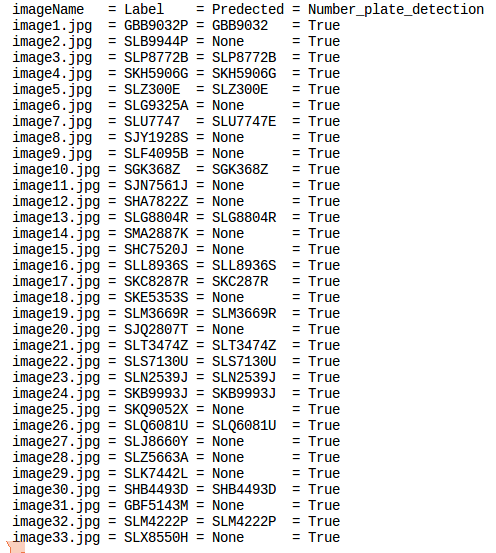 imageName = Label = Predected = Number_plate_detection
image1.jpg = GBB9032P = GBB9032 = True
image2.jpg = SLB9944P = None = True
image3.jpg = SLP8772B = SLP8772B = True
image4.jpg = SKH5906G = SKH5906G = True
image5.jpg = SLZ300E = SLZ300E = True
image6.jpg = SLG9325A = None = True
image7.jpg = SLU7747 = SLU7747E = True
image8.jpg = SJY1928S = None = True
image9.jpg = SLF4095B = None = True
image10.jpg = SGK368Z = SGK368Z = True
image11.jpg = SJN7561J = None = True
image12.jpg = SHA7822Z = None = True
image13.jpg = SLG8804R = SLG8804R = True
image14.jpg = SMA2887K = None = True
image15.jpg = SHC7520J = None = True
image16.jpg = SLL8936S = SLL8936S = True
image17.jpg = SKC8287R = SKC287R = True
image18.jpg = SKE5353S = None = True
image19.jpg = SLM3669R = SLM3669R = True
image20.jpg = SJQ2807T = None = True
image21.jpg = SLT3474Z = SLT3474Z = True
image22.jpg = SLS7130U = SLS7130U = True
image23.jpg = SLN2539J = SLN2539J = True
image24.jpg = SKB9993J = SKB9993J = True
image25.jpg = SKQ9052X = None = True
image26.jpg = SLQ6081U = SLQ6081U = True
image27.jpg = SLJ8660Y = None = True
image28.jpg = SLZ5663A = None = True
image29.jpg = SLK7442L = None = True
image30.jpg = SHB4493D = SHB4493D = True
image31.jpg = GBF5143M = None = True
image32.jpg = SLM4222P = SLM4222P = True
image33.jpg = SLX8550H = None = True